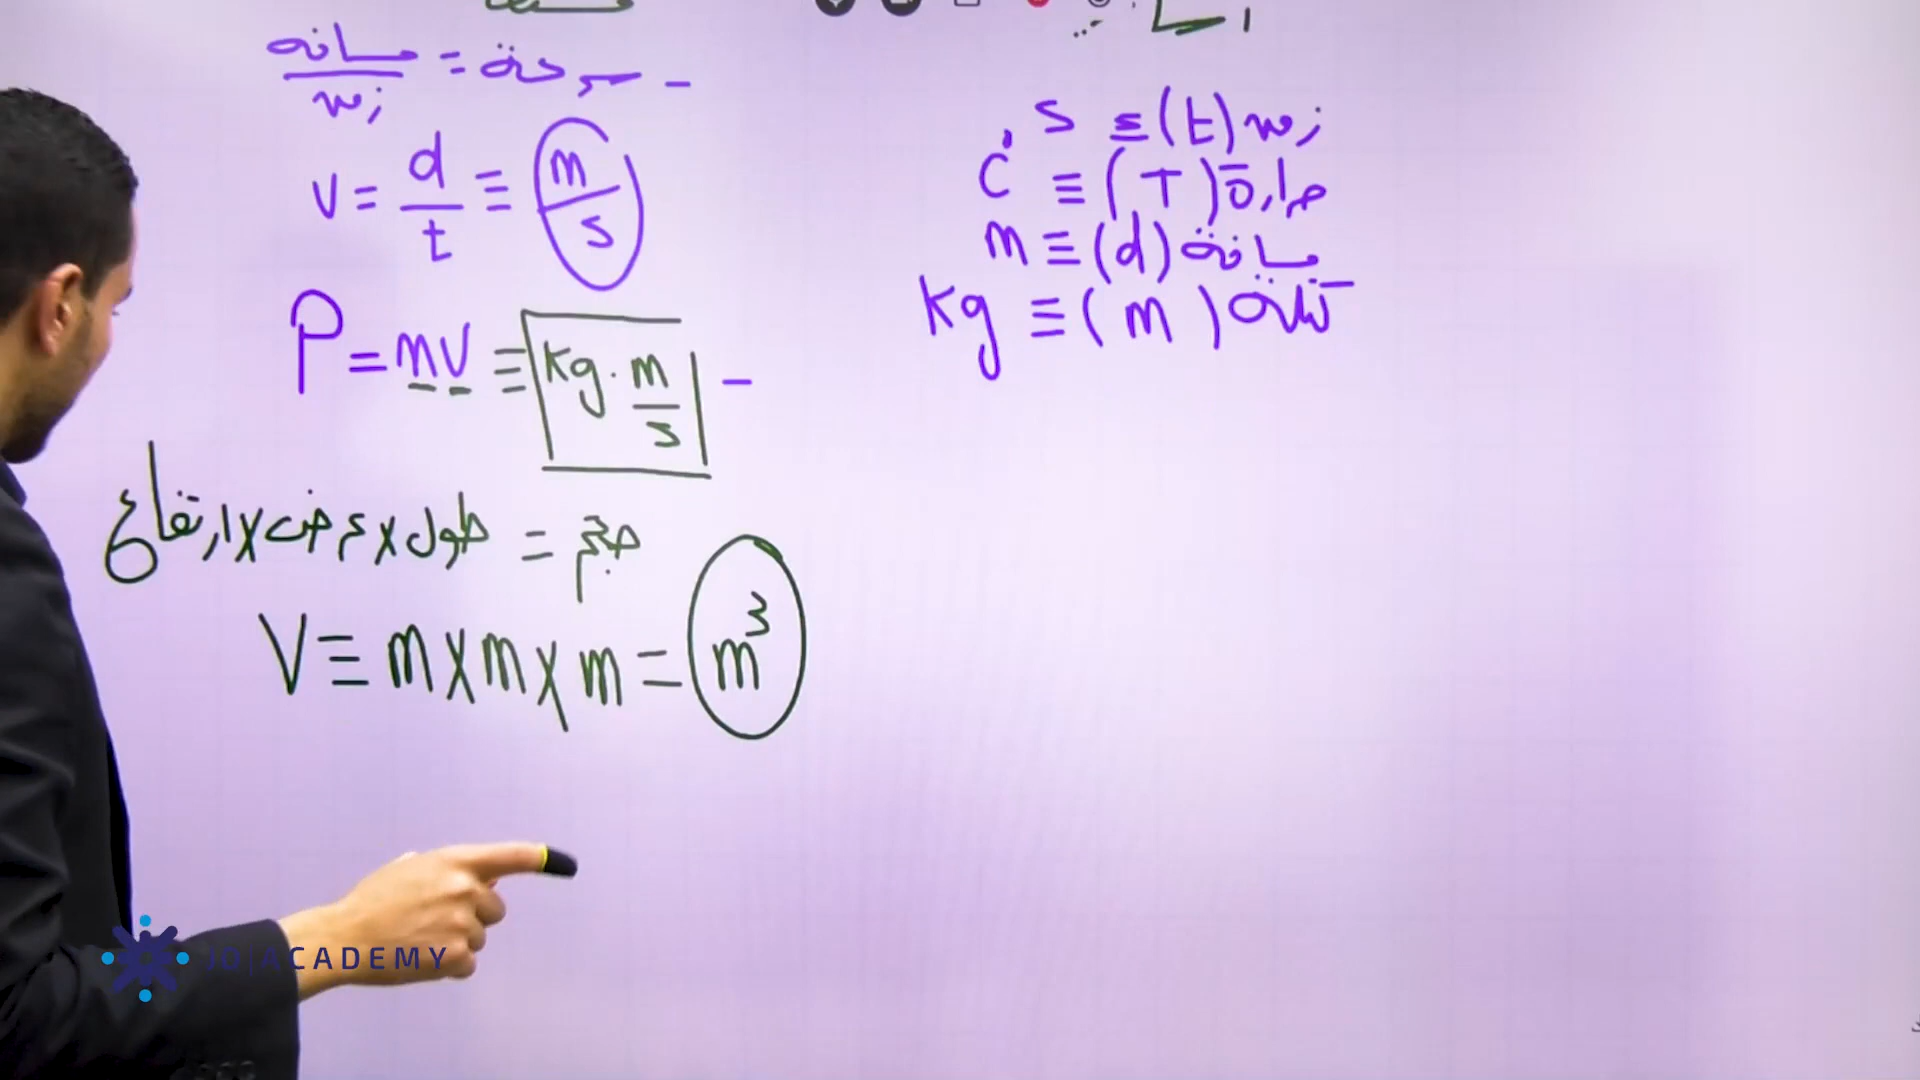 - سرعة = مسافة / زمن
v = d/t ≡ m/s
P = mv ≡ kg · m/s -
حجم = طول x عرض x ارتفاع
V ≡ m x m x m = m³
زمن (t) ≡ s
حرارة (T) ≡ C°
مسافة (d) ≡ m
كتلة (m) ≡ kg
JO|ACADEMY